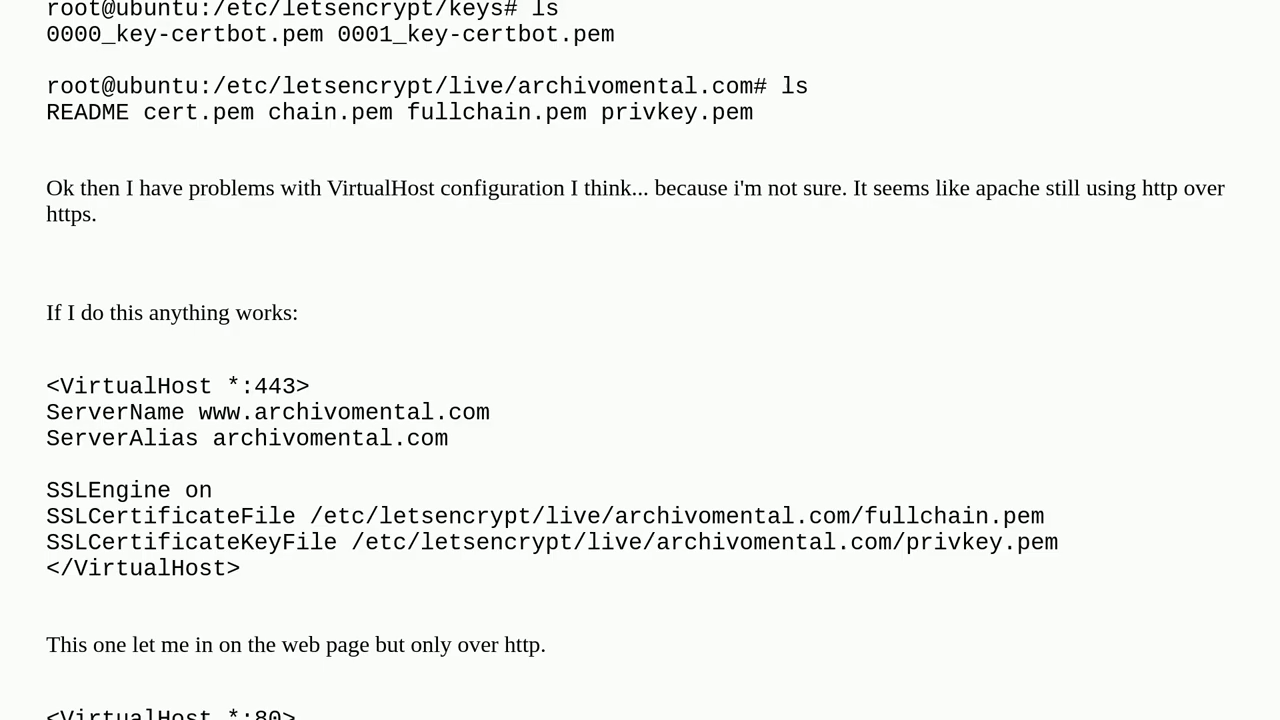 root@ubuntu:/etc/letsencrypt/keys# ls
0000_key-certbot.pem 0001_key-certbot.pem
root@ubuntu:/etc/letsencrypt/live/archivomental.com# ls
README cert.pem chain.pem fullchain.pem privkey.pem
Ok then I have problems with VirtualHost configuration I think... because i'm not sure. It seems like apache still using http over
https.
If I do this anything works:
<VirtualHost *:443>
ServerName www.archivomental.com
ServerAlias archivomental.com
SSLEngine on
SSLCertificateFile /etc/letsencrypt/live/archivomental.com/fullchain.pem
SSLCertificateKeyFile /etc/letsencrypt/live/archivomental.com/privkey.pem
</VirtualHost>
This one let me in on the web page but only over http.
<VirtualHost *:80>